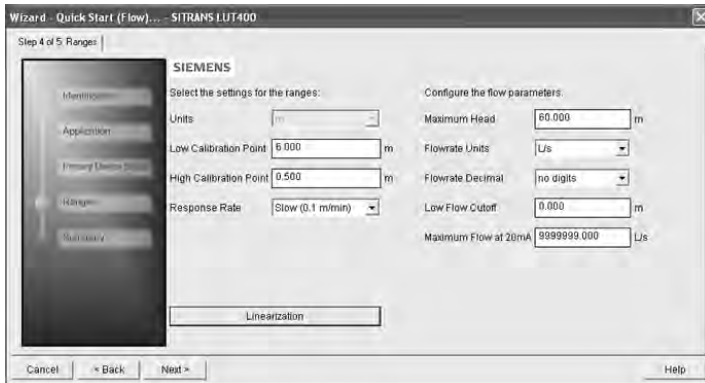 Wizard - Quick Start (Flow)... - SITRANS LUT400
Step 4 of 5: Ranges
SIEMENS
Identification
Application
Ranges
Summary
Select the settings for the ranges:
Units m
Low Calibration Point 6.000 m
High Calibration Point 0.500 m
Response Rate Slow (0.1 m/min)
Linearization
Configure the flow parameters:
Maximum Head 60.000 m
Flowrate Units L/s
Flowrate Decimal no digits
Low Flow Cutoff 0.000 m
Maximum Flow at 20mA 9999999.000 L/s
Cancel < Back Next > Help